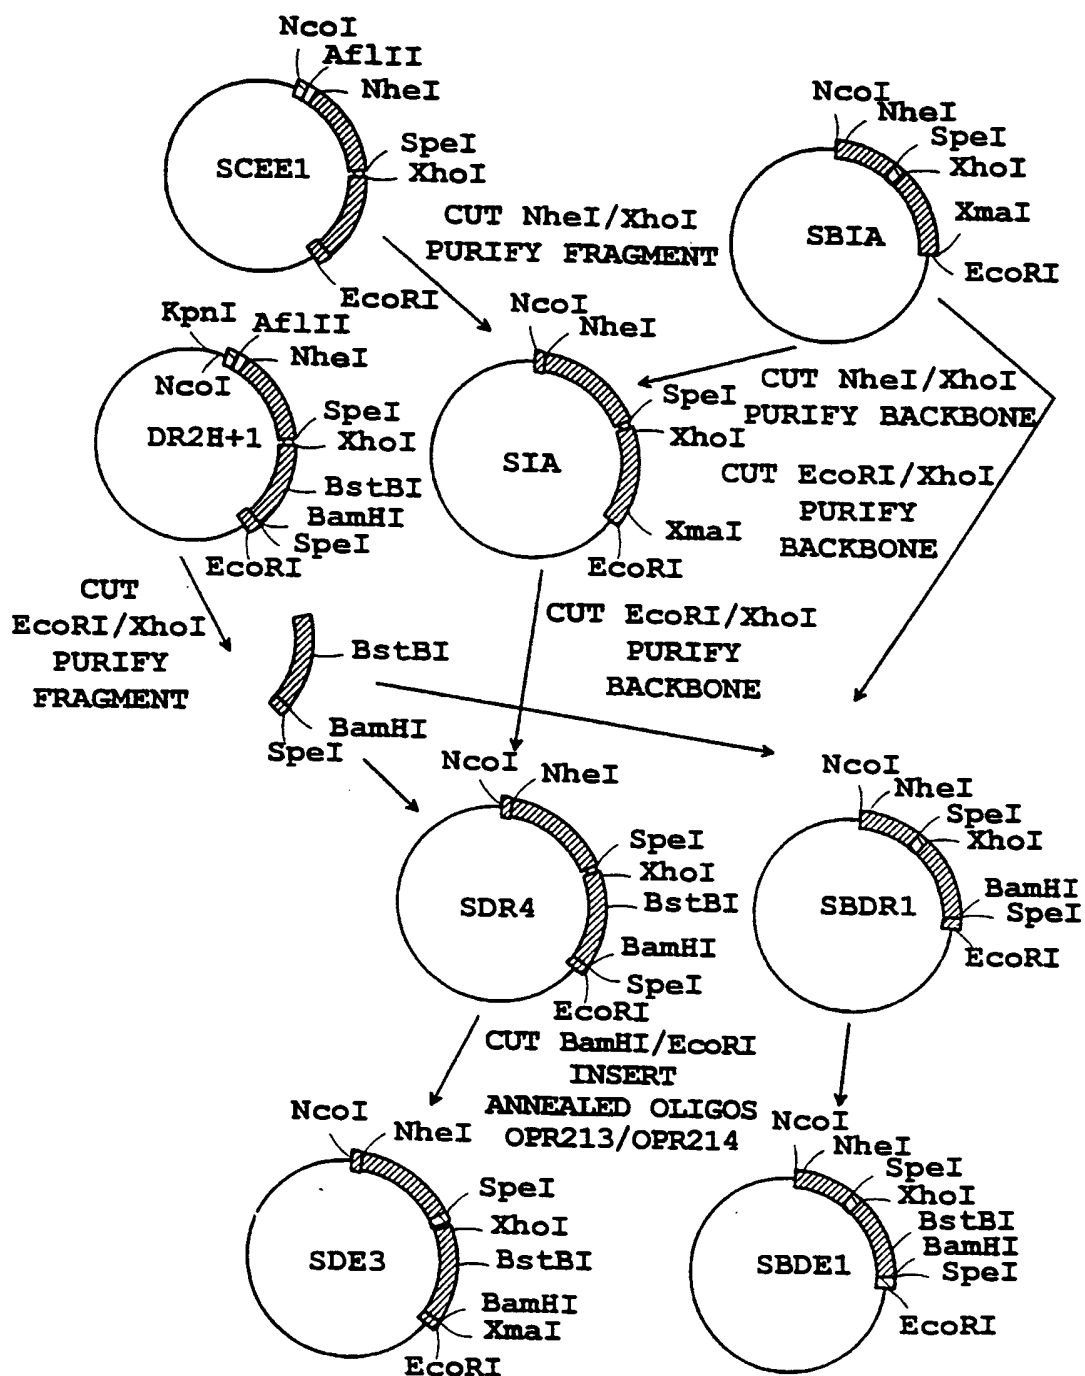 NcoI
AflII
NheI
SCEE1
SpeI
XhoI
EcoRI
NcoI
NheI
SpeI
XhoI
SBIA
XmaI
EcoRI
CUT NheI/XhoI
PURIFY FRAGMENT
KpnI
AflII
NheI
NcoI
SpeI
DR2H+1
XhoI
BstBI
BamHI
SpeI
EcoRI
NcoI
NheI
SpeI
XhoI
SIA
XmaI
EcoRI
CUT NheI/XhoI
PURIFY BACKBONE
CUT EcoRI/XhoI
PURIFY
BACKBONE
CUT
EcoRI/XhoI
PURIFY
FRAGMENT
BstBI
BamHI
SpeI
CUT EcoRI/XhoI
PURIFY
BACKBONE
NcoI
NheI
SpeI
XhoI
SDR4
BstBI
BamHI
SpeI
EcoRI
NcoI
NheI
SpeI
XhoI
SBDR1
BamHI
SpeI
EcoRI
CUT BamHI/EcoRI
INSERT
ANNEALED OLIGOS
OPR213/OPR214
NcoI
NheI
SpeI
XhoI
SDE3
BstBI
BamHI
XmaI
EcoRI
NcoI
NheI
SpeI
XhoI
BstBI
BamHI
SBDE1
SpeI
EcoRI